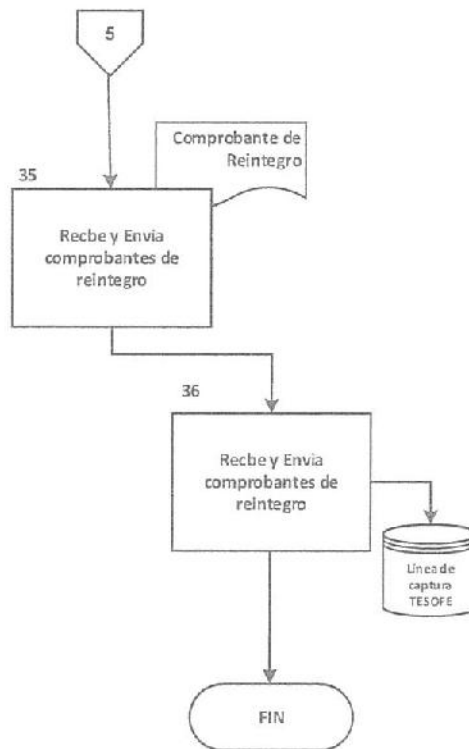 5
Comprobante de
Reintegro
35
Recbe y Envia
comprobantes de
reintegro
36
Recbe y Envia
comprobantes de
reintegro
Línea de
captura
TESOFE
FIN